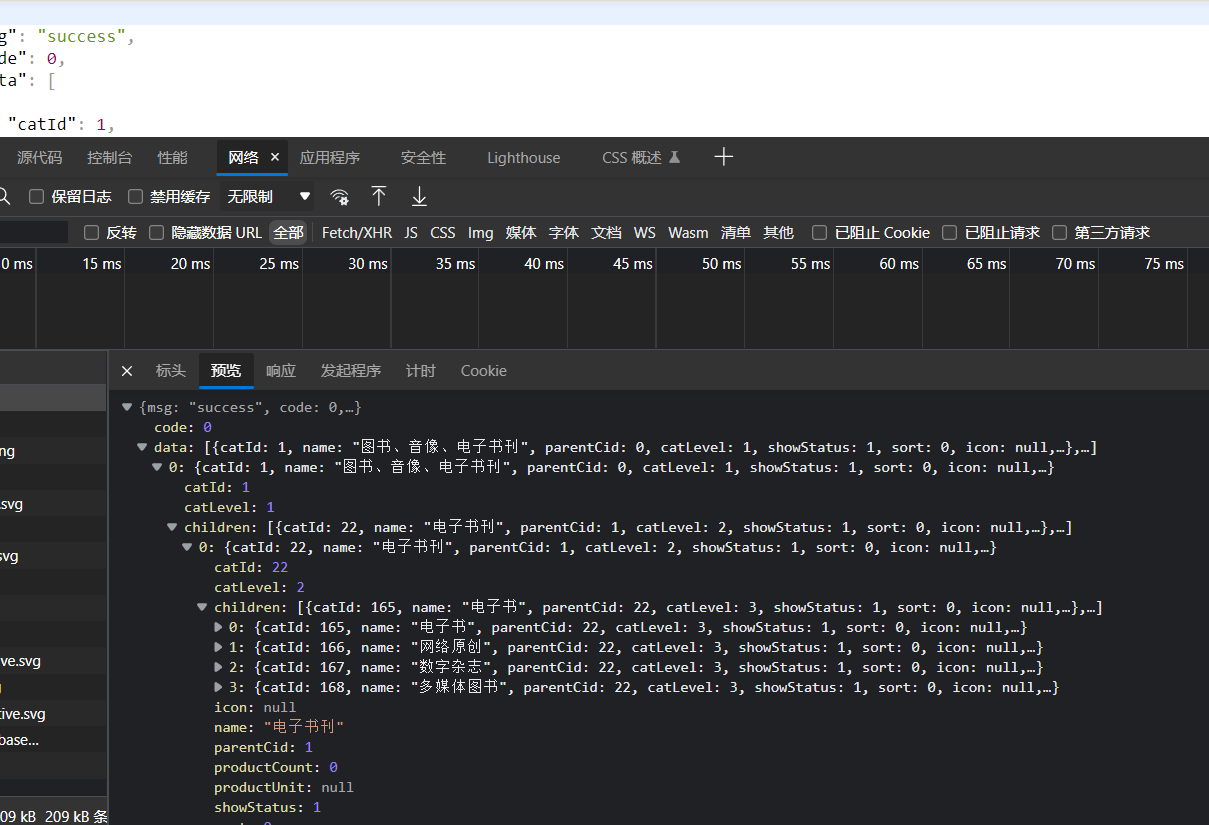 g": "success",
de": 0,
ta": [
"catId": 1,
源代码 控制台 性能 网络 × 应用程序 安全性 Lighthouse CSS 概述
保留日志 禁用缓存 无限制
反转 隐藏数据 URL 全部 Fetch/XHR JS CSS Img 媒体 字体 文档 WS Wasm 清单 其他 已阻止 Cookie 已阻止请求 第三方请求
0 ms 15 ms 20 ms 25 ms 30 ms 35 ms 40 ms 45 ms 50 ms 55 ms 60 ms 65 ms 70 ms 75 ms
× 标头 预览 响应 发起程序 计时 Cookie
{msg: "success", code: 0,…}
code: 0
data: [{catId: 1, name: "图书、音像、电子书刊", parentCid: 0, catLevel: 1, showStatus: 1, sort: 0, icon: null,…},…]
0: {catId: 1, name: "图书、音像、电子书刊", parentCid: 0, catLevel: 1, showStatus: 1, sort: 0, icon: null,…}
catId: 1
catLevel: 1
children: [{catId: 22, name: "电子书刊", parentCid: 1, catLevel: 2, showStatus: 1, sort: 0, icon: null,…},…]
0: {catId: 22, name: "电子书刊", parentCid: 1, catLevel: 2, showStatus: 1, sort: 0, icon: null,…}
catId: 22
catLevel: 2
children: [{catId: 165, name: "电子书", parentCid: 22, catLevel: 3, showStatus: 1, sort: 0, icon: null,…},…]
0: {catId: 165, name: "电子书", parentCid: 22, catLevel: 3, showStatus: 1, sort: 0, icon: null,…}
1: {catId: 166, name: "网络原创", parentCid: 22, catLevel: 3, showStatus: 1, sort: 0, icon: null,…}
2: {catId: 167, name: "数字杂志", parentCid: 22, catLevel: 3, showStatus: 1, sort: 0, icon: null,…}
3: {catId: 168, name: "多媒体图书", parentCid: 22, catLevel: 3, showStatus: 1, sort: 0, icon: null,…}
icon: null
name: "电子书刊"
parentCid: 1
productCount: 0
productUnit: null
showStatus: 1
ng
.svg
svg
ve.svg
tive.svg
base...
09 kB 209 kB 条